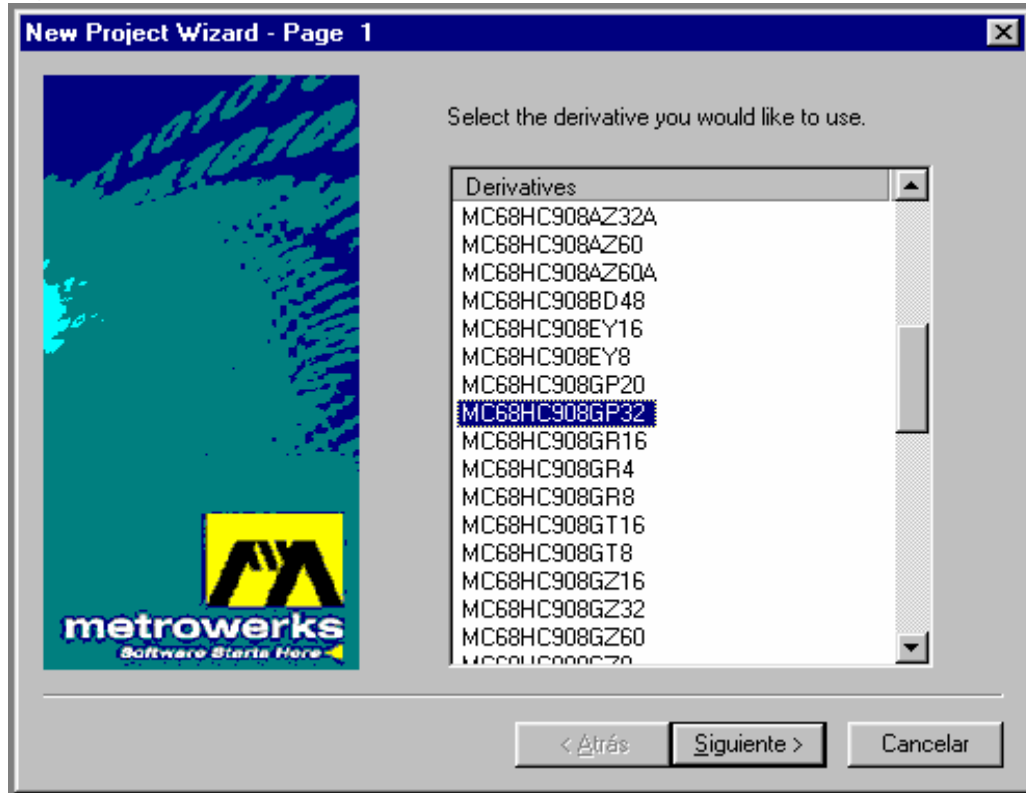 New Project Wizard - Page 1
Select the derivative you would like to use.
Derivatives
MC68HC908AZ32A
MC68HC908AZ60
MC68HC908AZ60A
MC68HC908BD48
MC68HC908EY16
MC68HC908EY8
MC68HC908GP20
MC68HC908GP32
MC68HC908GR16
MC68HC908GR4
MC68HC908GR8
MC68HC908GT16
MC68HC908GT8
MC68HC908GZ16
MC68HC908GZ32
MC68HC908GZ60
metrowerks
Software Starts Here
< Atrás
Siguiente >
Cancelar